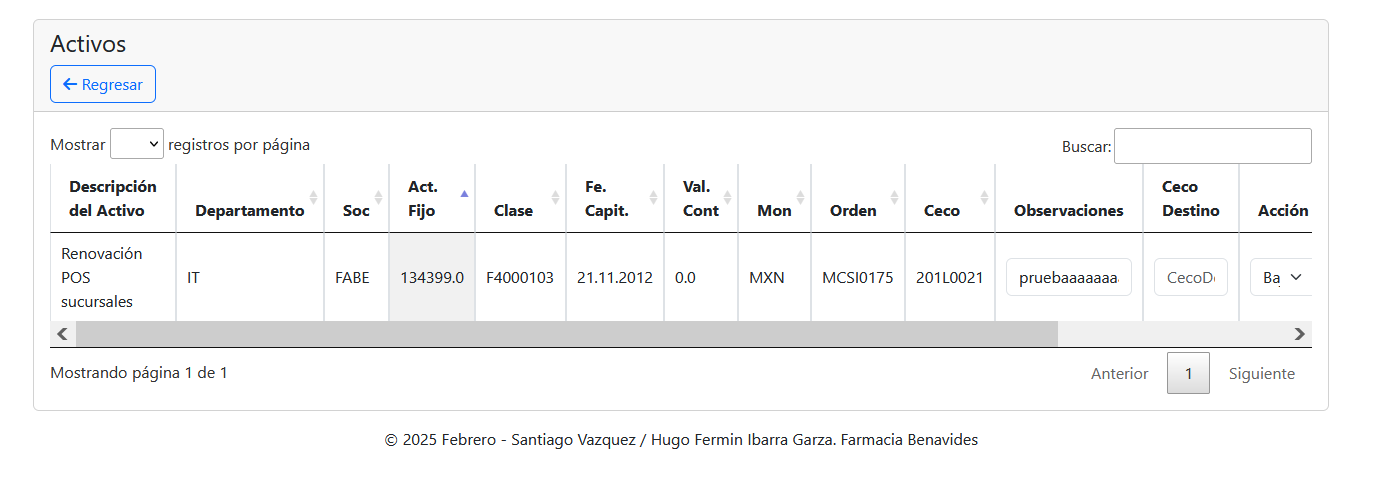 Activos
Regresar
Mostrar registros por página
Buscar:
Descripción del Activo Departamento Soc Act. Fijo Clase Fe. Capit. Val. Cont Mon Orden Ceco Observaciones Ceco Destino Acción
Renovación POS sucursales IT FABE 134399.0 F4000103 21.11.2012 0.0 MXN MCSI0175 201L0021 pruebaaaaaaa
Mostrando página 1 de 1
Anterior 1 Siguiente
© 2025 Febrero - Santiago Vazquez / Hugo Fermin Ibarra Garza. Farmacia Benavides